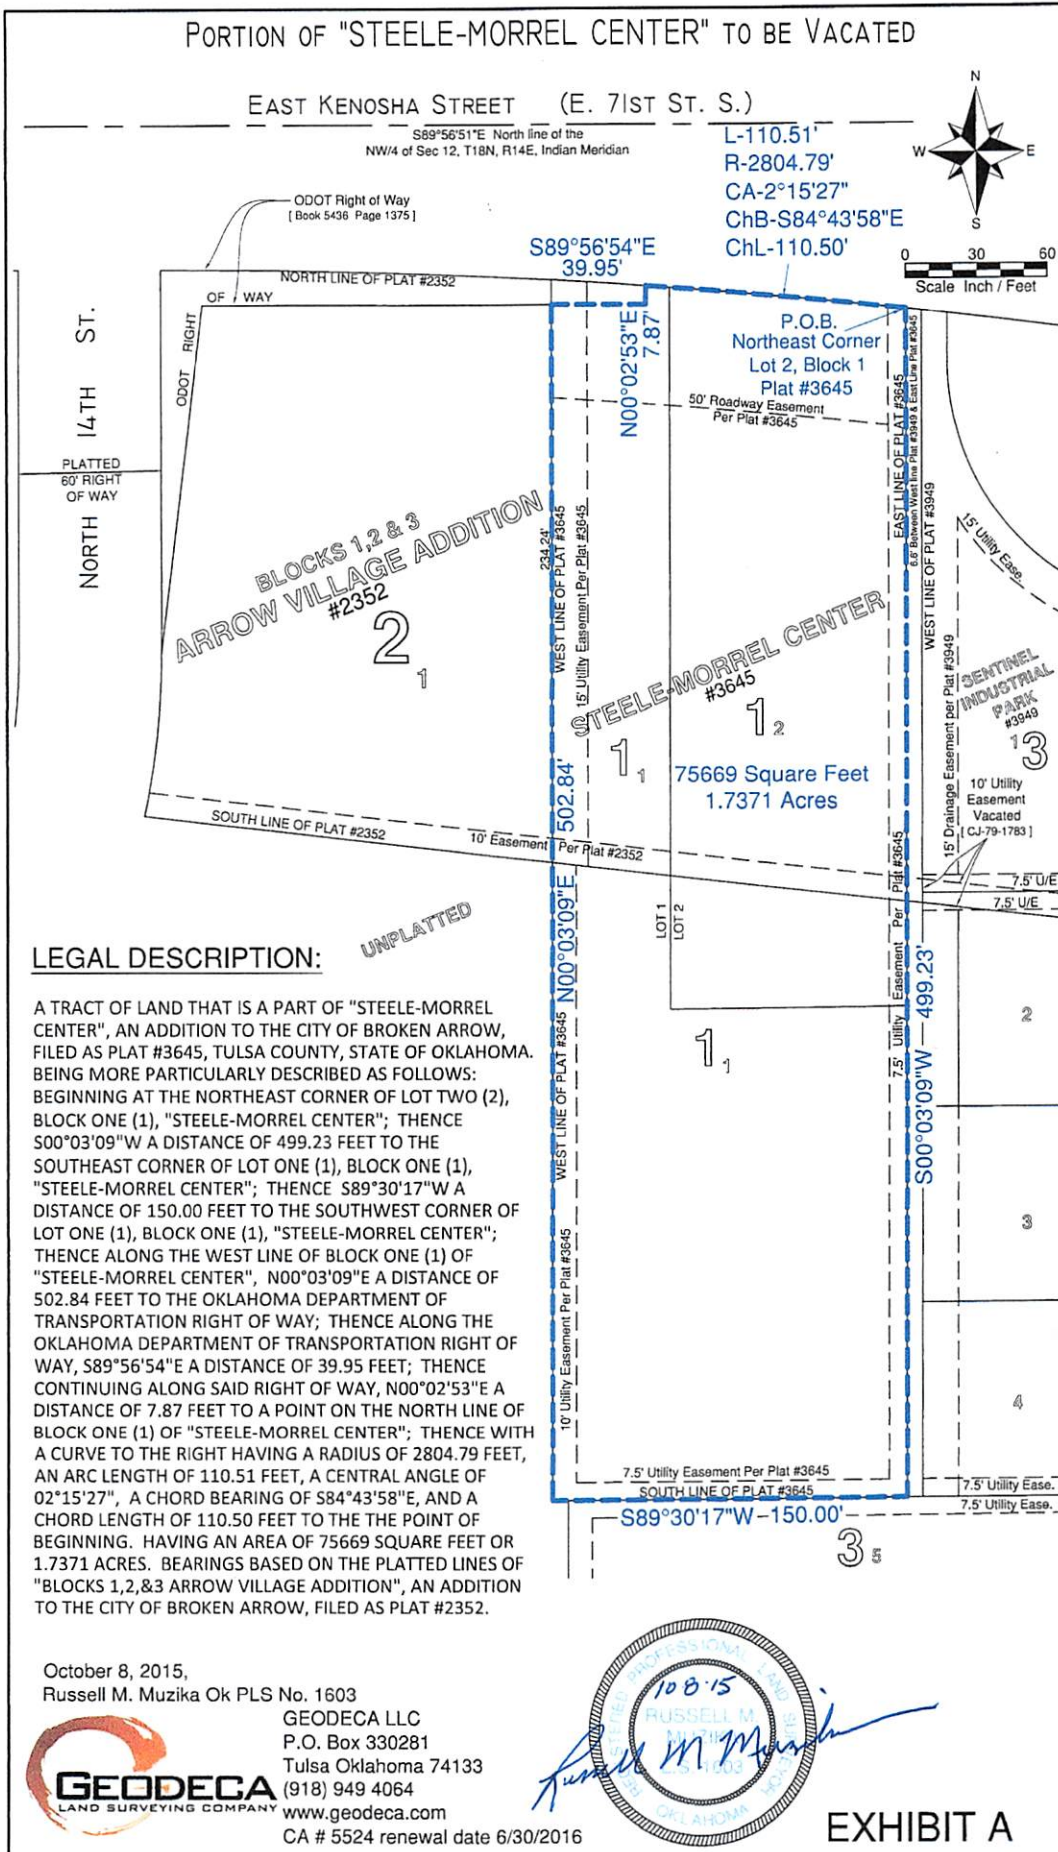 PORTION OF "STEELE-MORREL CENTER" TO BE VACATED
EAST KENOSHA STREET (E. 71ST ST. S.)
S89°56'51"E North line of the
NW/4 of Sec 12, T18N, R14E, Indian Meridian
L-110.51'
R-2804.79'
CA-2°15'27"
ChB-S84°43'58"E
ChL-110.50'
N
W
E
S
0 30 60
Scale Inch / Feet
ODOT Right of Way
[ Book 5436 Page 1375 ]
S89°56'54"E
39.95'
NORTH LINE OF PLAT #2352
ODOT RIGHT OF WAY
N00°02'53"E
7.87'
P.O.B.
Northeast Corner
Lot 2, Block 1
Plat #3645
50' Roadway Easement
Per Plat #3645
NORTH 14TH ST.
PLATTED
60' RIGHT
OF WAY
BLOCKS 1,2 & 3
ARROW VILLAGE ADDITION
#2352
2
1
234.24'
WEST LINE OF PLAT #3645
15' Utility Easement Per Plat #3645
EAST LINE OF PLAT #3645
6.6' Between West line Plat #3949 & East Line Plat #3645
WEST LINE OF PLAT #3949
15' Utility Ease.
STEELE-MORREL CENTER
#3645
1 1
1 2
75669 Square Feet
1.7371 Acres
SENTINEL
INDUSTRIAL
PARK
#3949
1
3
15' Drainage Easement per Plat #3949
10' Utility
Easement
Vacated
[ CJ-79-1783 ]
SOUTH LINE OF PLAT #2352
10' Easement Per Plat #2352
7.5' U/E
7.5' U/E
UNPLATTED
N00°03'09"E 502.84'
LOT 1
LOT 2
7.5' Utility Easement Per Plat #3645
S00°03'09"W 499.23'
WEST LINE OF PLAT #3645
10' Utility Easement Per Plat #3645
1 1
2
3
4
7.5' Utility Easement Per Plat #3645
SOUTH LINE OF PLAT #3645
7.5' Utility Ease.
7.5' Utility Ease.
S89°30'17"W-150.00'
3
LEGAL DESCRIPTION:
A TRACT OF LAND THAT IS A PART OF "STEELE-MORREL
CENTER", AN ADDITION TO THE CITY OF BROKEN ARROW,
FILED AS PLAT #3645, TULSA COUNTY, STATE OF OKLAHOMA.
BEING MORE PARTICULARLY DESCRIBED AS FOLLOWS:
BEGINNING AT THE NORTHEAST CORNER OF LOT TWO (2),
BLOCK ONE (1), "STEELE-MORREL CENTER"; THENCE
S00°03'09"W A DISTANCE OF 499.23 FEET TO THE
SOUTHEAST CORNER OF LOT ONE (1), BLOCK ONE (1),
"STEELE-MORREL CENTER"; THENCE S89°30'17"W A
DISTANCE OF 150.00 FEET TO THE SOUTHWEST CORNER OF
LOT ONE (1), BLOCK ONE (1), "STEELE-MORREL CENTER";
THENCE ALONG THE WEST LINE OF BLOCK ONE (1) OF
"STEELE-MORREL CENTER", N00°03'09"E A DISTANCE OF
502.84 FEET TO THE OKLAHOMA DEPARTMENT OF
TRANSPORTATION RIGHT OF WAY; THENCE ALONG THE
OKLAHOMA DEPARTMENT OF TRANSPORTATION RIGHT OF
WAY, S89°56'54"E A DISTANCE OF 39.95 FEET; THENCE
CONTINUING ALONG SAID RIGHT OF WAY, N00°02'53"E A
DISTANCE OF 7.87 FEET TO A POINT ON THE NORTH LINE OF
BLOCK ONE (1) OF "STEELE-MORREL CENTER"; THENCE WITH
A CURVE TO THE RIGHT HAVING A RADIUS OF 2804.79 FEET,
AN ARC LENGTH OF 110.51 FEET, A CENTRAL ANGLE OF
02°15'27", A CHORD BEARING OF S84°43'58"E, AND A
CHORD LENGTH OF 110.50 FEET TO THE THE POINT OF
BEGINNING. HAVING AN AREA OF 75669 SQUARE FEET OR
1.7371 ACRES. BEARINGS BASED ON THE PLATTED LINES OF
"BLOCKS 1,2,&3 ARROW VILLAGE ADDITION", AN ADDITION
TO THE CITY OF BROKEN ARROW, FILED AS PLAT #2352.
October 8, 2015,
Russell M. Muzika Ok PLS No. 1603
GEODECA LLC
P.O. Box 330281
Tulsa Oklahoma 74133
(918) 949 4064
www.geodeca.com
CA # 5524 renewal date 6/30/2016
GEODECA
LAND SURVEYING COMPANY
REGISTERED PROFESSIONAL LAND SURVEYOR
10·8·15
RUSSELL M.
MUZIKA
L.S. 1603
OKLAHOMA
Russell M Muzika
EXHIBIT A